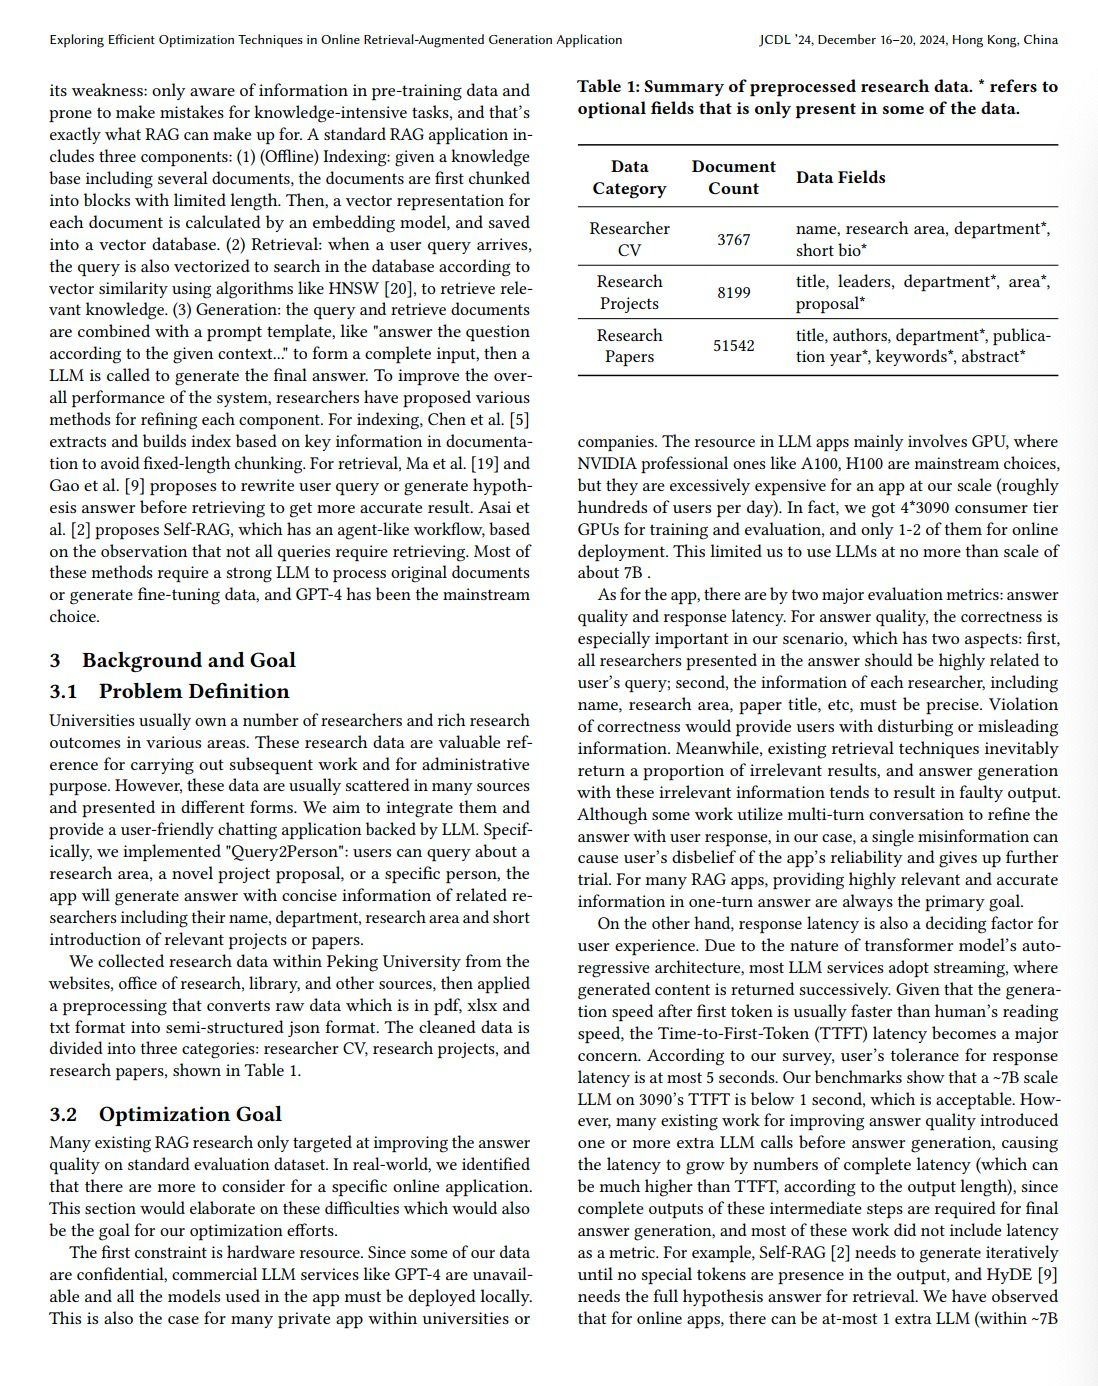 Exploring Efficient Optimization Techniques in Online Retrieval-Augmented Generation Application
JCDL '24, December 16–20, 2024, Hong Kong, China
its weakness: only aware of information in pre-training data and
prone to make mistakes for knowledge-intensive tasks, and that's
exactly what RAG can make up for. A standard RAG application in-
cludes three components: (1) (Offline) Indexing: given a knowledge
base including several documents, the documents are first chunked
into blocks with limited length. Then, a vector representation for
each document is calculated by an embedding model, and saved
into a vector database. (2) Retrieval: when a user query arrives,
the query is also vectorized to search in the database according to
vector similarity using algorithms like HNSW [20], to retrieve rele-
vant knowledge. (3) Generation: the query and retrieve documents
are combined with a prompt template, like "answer the question
according to the given context..." to form a complete input, then a
LLM is called to generate the final answer. To improve the over-
all performance of the system, researchers have proposed various
methods for refining each component. For indexing, Chen et al. [5]
extracts and builds index based on key information in documenta-
tion to avoid fixed-length chunking. For retrieval, Ma et al. [19] and
Gao et al. [9] proposes to rewrite user query or generate hypoth-
esis answer before retrieving to get more accurate result. Asai et
al. [2] proposes Self-RAG, which has an agent-like workflow, based
on the observation that not all queries require retrieving. Most of
these methods require a strong LLM to process original documents
or generate fine-tuning data, and GPT-4 has been the mainstream
choice.
3 Background and Goal
3.1 Problem Definition
Universities usually own a number of researchers and rich research
outcomes in various areas. These research data are valuable ref-
erence for carrying out subsequent work and for administrative
purpose. However, these data are usually scattered in many sources
and presented in different forms. We aim to integrate them and
provide a user-friendly chatting application backed by LLM. Specif-
ically, we implemented "Query2Person": users can query about a
research area, a novel project proposal, or a specific person, the
app will generate answer with concise information of related re-
searchers including their name, department, research area and short
introduction of relevant projects or papers.
We collected research data within Peking University from the
websites, office of research, library, and other sources, then applied
a preprocessing that converts raw data which is in pdf, xlsx and
txt format into semi-structured json format. The cleaned data is
divided into three categories: researcher CV, research projects, and
research papers, shown in Table 1.
3.2 Optimization Goal
Many existing RAG research only targeted at improving the answer
quality on standard evaluation dataset. In real-world, we identified
that there are more to consider for a specific online application.
This section would elaborate on these difficulties which would also
be the goal for our optimization efforts.
The first constraint is hardware resource. Since some of our data
are confidential, commercial LLM services like GPT-4 are unavail-
able and all the models used in the app must be deployed locally.
This is also the case for many private app within universities or
Table 1: Summary of preprocessed research data. * refers to
optional fields that is only present in some of the data.
Data
Category
Document
Count
Data Fields
Researcher
CV
3767
name, research area, department*,
short bio*
Research
Projects
8199
title, leaders, department*, area*,
proposal*
Research
Papers
51542
title, authors, department*, publica-
tion year*, keywords*, abstract*
companies. The resource in LLM apps mainly involves GPU, where
NVIDIA professional ones like A100, H100 are mainstream choices,
but they are excessively expensive for an app at our scale (roughly
hundreds of users per day). In fact, we got 4*3090 consumer tier
GPUs for training and evaluation, and only 1-2 of them for online
deployment. This limited us to use LLMs at no more than scale of
about 7B .
As for the app, there are by two major evaluation metrics: answer
quality and response latency. For answer quality, the correctness is
especially important in our scenario, which has two aspects: first,
all researchers presented in the answer should be highly related to
user's query; second, the information of each researcher, including
name, research area, paper title, etc, must be precise. Violation
of correctness would provide users with disturbing or misleading
information. Meanwhile, existing retrieval techniques inevitably
return a proportion of irrelevant results, and answer generation
with these irrelevant information tends to result in faulty output.
Although some work utilize multi-turn conversation to refine the
answer with user response, in our case, a single misinformation can
cause user's disbelief of the app's reliability and gives up further
trial. For many RAG apps, providing highly relevant and accurate
information in one-turn answer are always the primary goal.
On the other hand, response latency is also a deciding factor for
user experience. Due to the nature of transformer model's auto-
regressive architecture, most LLM services adopt streaming, where
generated content is returned successively. Given that the genera-
tion speed after first token is usually faster than human's reading
speed, the Time-to-First-Token (TTFT) latency becomes a major
concern. According to our survey, user's tolerance for response
latency is at most 5 seconds. Our benchmarks show that a ~7B scale
LLM on 3090's TTFT is below 1 second, which is acceptable. How-
ever, many existing work for improving answer quality introduced
one or more extra LLM calls before answer generation, causing
the latency to grow by numbers of complete latency (which can
be much higher than TTFT, according to the output length), since
complete outputs of these intermediate steps are required for final
answer generation, and most of these work did not include latency
as a metric. For example, Self-RAG [2] needs to generate iteratively
until no special tokens are presence in the output, and HyDE [9]
needs the full hypothesis answer for retrieval. We have observed
that for online apps, there can be at-most 1 extra LLM (within ~7B